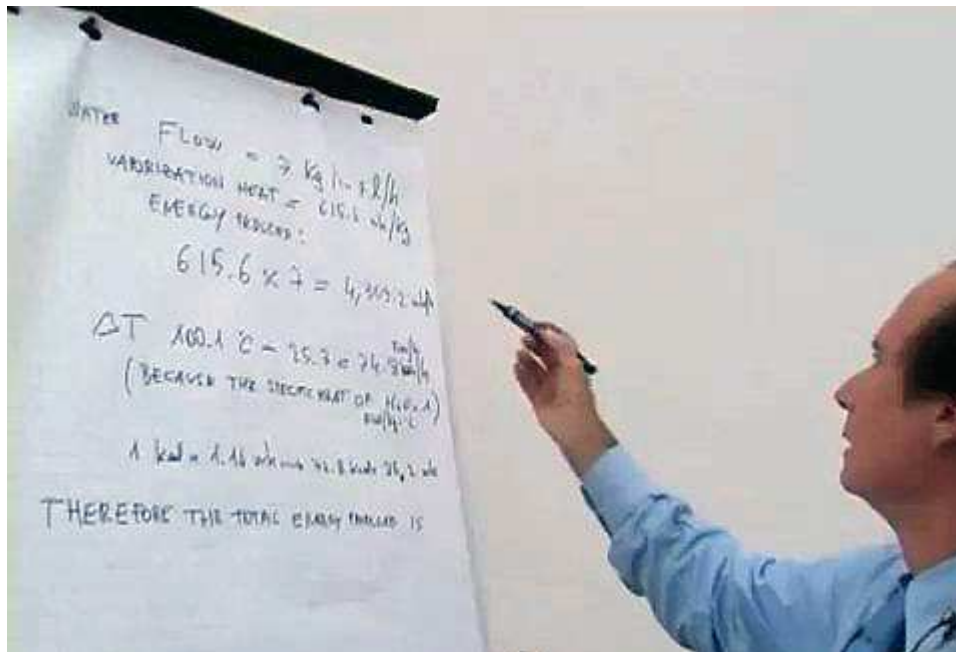 WATER FLOW = 7 Kg
VAPORIZATION HEAT = 615.6 wh/Kg
ENERGY PRODUCED:
615.6 x 7 = 4,309.2 wh/h
ΔT 100.1 °C - 25.7 = 74.8
(BECAUSE THE SPECIFIC HEAT OF H2O = 1)
1 kcal = 1.16 wh
THEREFORE THE TOTAL ENERGY PRODUCED IS